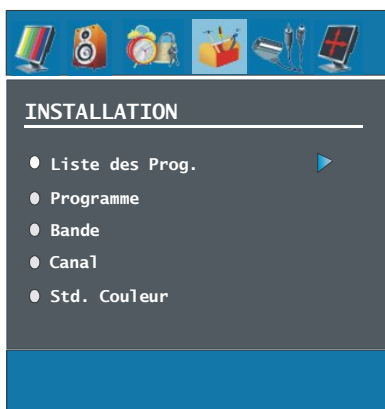 INSTALLATION
Liste des Prog.
Programme
Bande
Canal
Std. Couleur